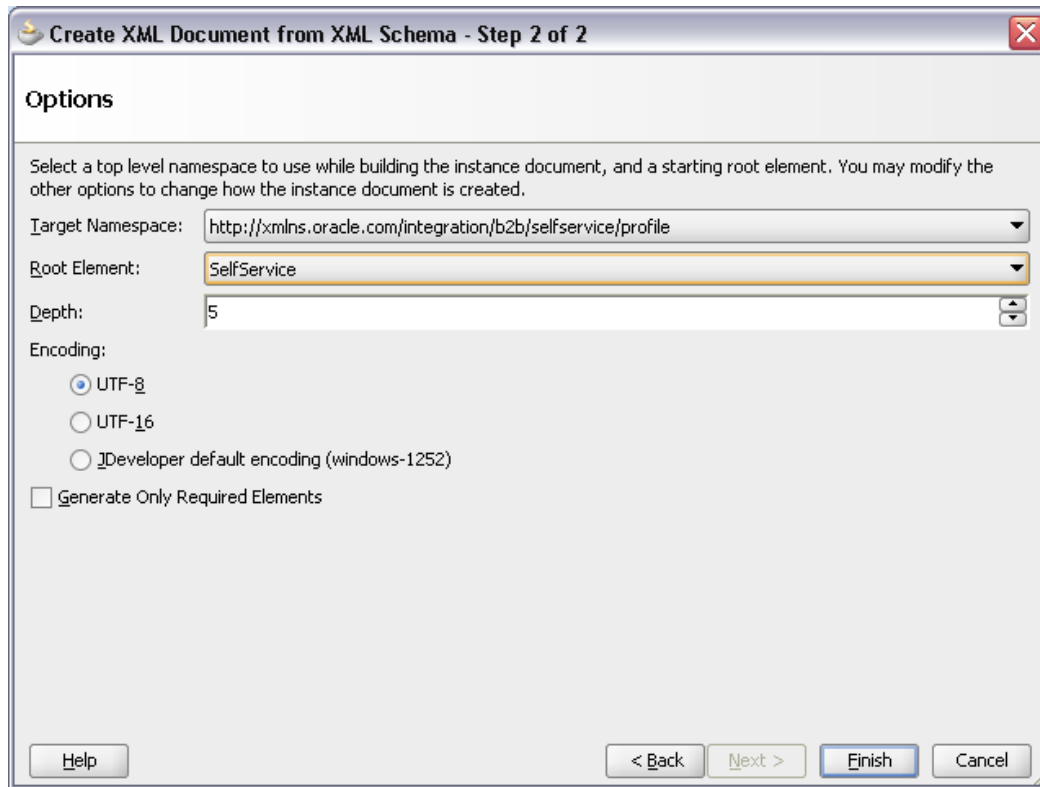 Create XML Document from XML Schema - Step 2 of 2
Options
Select a top level namespace to use while building the instance document, and a starting root element. You may modify the
other options to change how the instance document is created.
Target Namespace: http://xmlns.oracle.com/integration/b2b/selfservice/profile
Root Element: SelfService
Depth: 5
Encoding:
UTF-8
UTF-16
JDeveloper default encoding (windows-1252)
Generate Only Required Elements
Help < Back Next > Finish Cancel